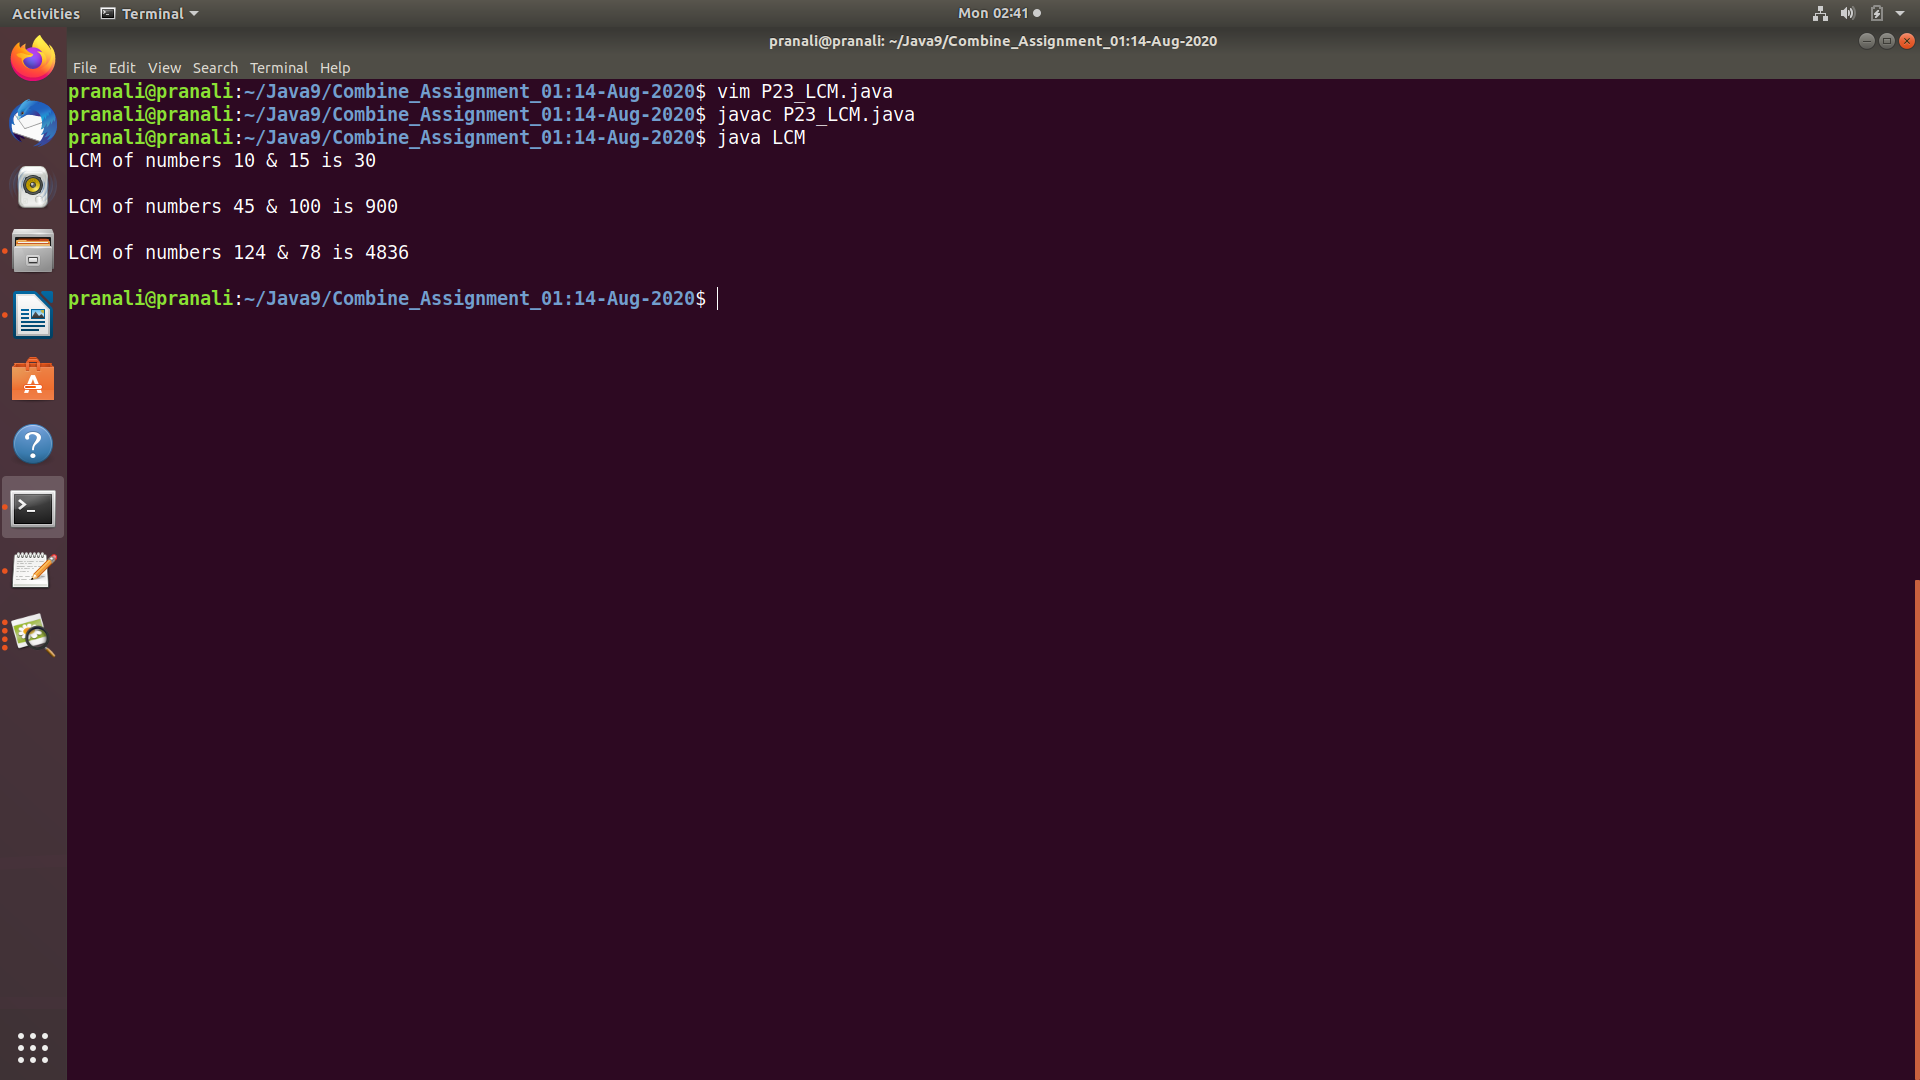 Activities Terminal Mon 02:41
pranali@pranali: ~/Java9/Combine_Assignment_01:14-Aug-2020
File Edit View Search Terminal Help
pranali@pranali:~/Java9/Combine_Assignment_01:14-Aug-2020$ vim P23_LCM.java
pranali@pranali:~/Java9/Combine_Assignment_01:14-Aug-2020$ javac P23_LCM.java
pranali@pranali:~/Java9/Combine_Assignment_01:14-Aug-2020$ java LCM
LCM of numbers 10 & 15 is 30
LCM of numbers 45 & 100 is 900
LCM of numbers 124 & 78 is 4836
pranali@pranali:~/Java9/Combine_Assignment_01:14-Aug-2020$